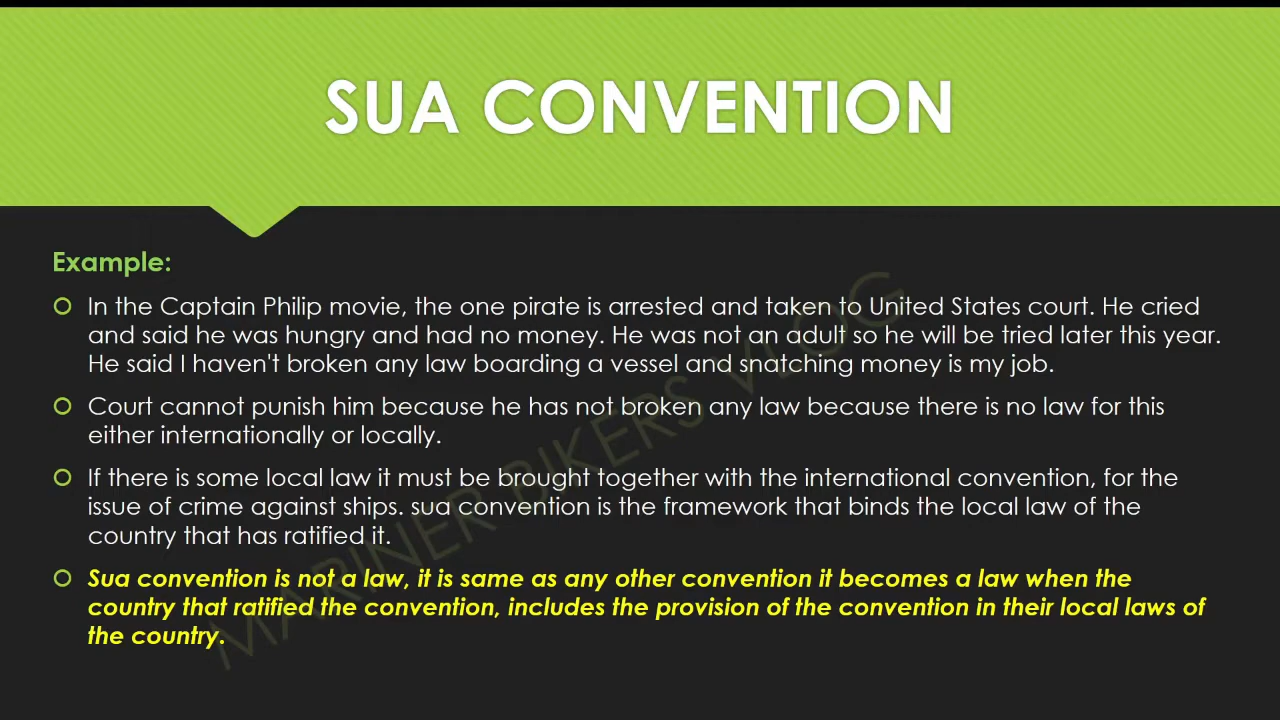 SUA CONVENTION
Example:
In the Captain Philip movie, the one pirate is arrested and taken to United States court. He cried
and said he was hungry and had no money. He was not an adult so he will be tried later this year.
He said I haven't broken any law boarding a vessel and snatching money is my job.
Court cannot punish him because he has not broken any law because there is no law for this
either internationally or locally.
If there is some local law it must be brought together with the international convention, for the
issue of crime against ships. sua convention is the framework that binds the local law of the
country that has ratified it.
Sua convention is not a law, it is same as any other convention it becomes a law when the
country that ratified the convention, includes the provision of the convention in their local laws of
the country.
MARINER BIKERS VLOG